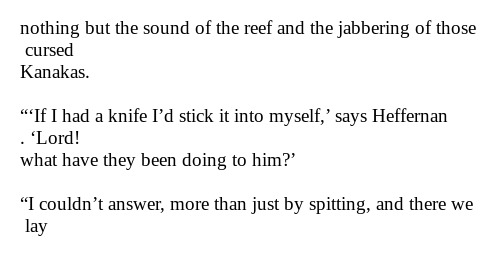 nothing but the sound of the reef and the jabbering of those
cursed
Kanakas.

“‘If I had a knife I’d stick it into myself,’ says Heffernan
. ‘Lord!
what have they been doing to him?’

“I couldn’t answer, more than just by spitting, and there we
lay